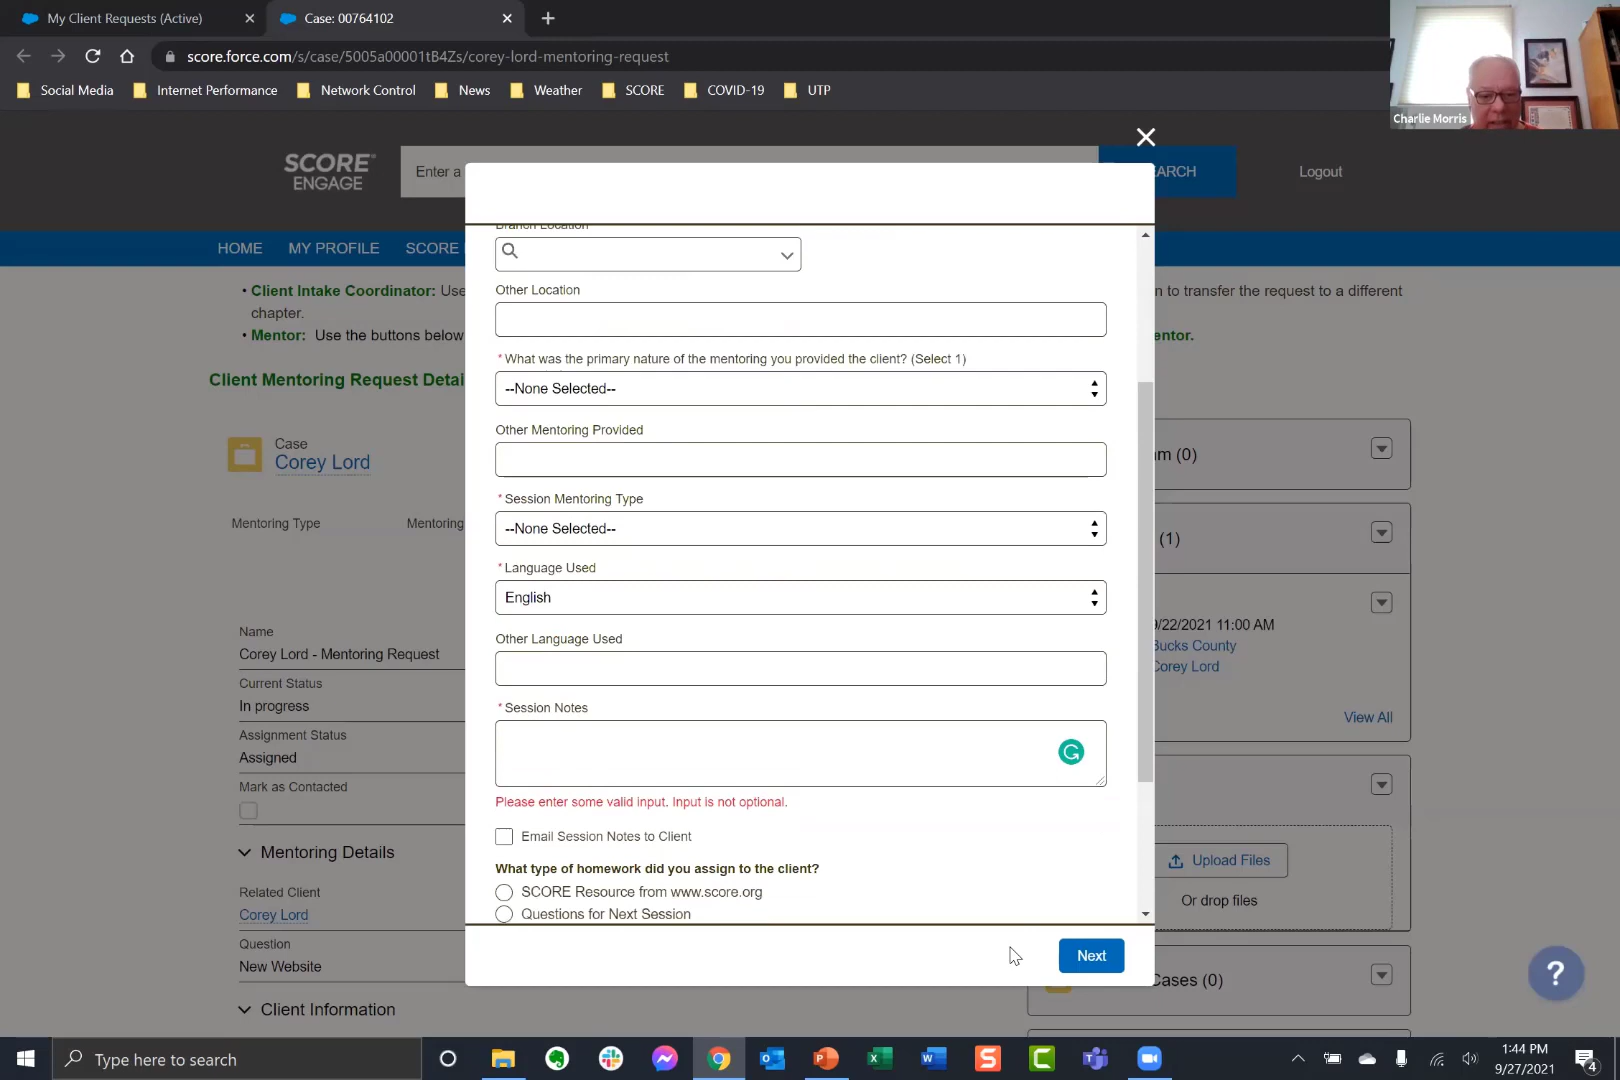 My Client Requests (Active)
Case: 00764102
score.force.com/s/case/5005a00001tB4Zs/corey-lord-mentoring-request
Social Media
Internet Performance
Network Control
News
Weather
SCORE
COVID-19
UTP
Charlie Morris
SCORE
ENGAGE
Enter a
ARCH
Logout
HOME
MY PROFILE
SCORE
• Client Intake Coordinator: Use
n to transfer the request to a different
chapter.
• Mentor: Use the buttons below
entor.
Client Mentoring Request Detai
Case
Corey Lord
Mentoring Type
Mentoring
Name
Corey Lord - Mentoring Request
Current Status
In progress
Assignment Status
Assigned
Mark as Contacted
Mentoring Details
Related Client
Corey Lord
Question
New Website
Client Information
Branch Location
Other Location
*What was the primary nature of the mentoring you provided the client? (Select 1)
--None Selected--
Other Mentoring Provided
*Session Mentoring Type
--None Selected--
*Language Used
English
Other Language Used
*Session Notes
Please enter some valid input. Input is not optional.
Email Session Notes to Client
What type of homework did you assign to the client?
SCORE Resource from www.score.org
Questions for Next Session
Next
m (0)
(1)
9/22/2021 11:00 AM
Bucks County
Corey Lord
View All
Upload Files
Or drop files
Cases (0)
?
Type here to search
1:44 PM
9/27/2021
4